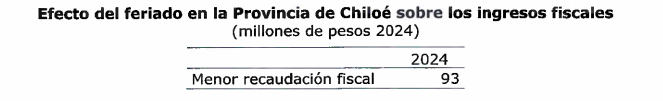 Efecto del feriado en la Provincia de Chiloé sobre los ingresos fiscales
(millones de pesos 2024)
2024
Menor recaudación fiscal 93